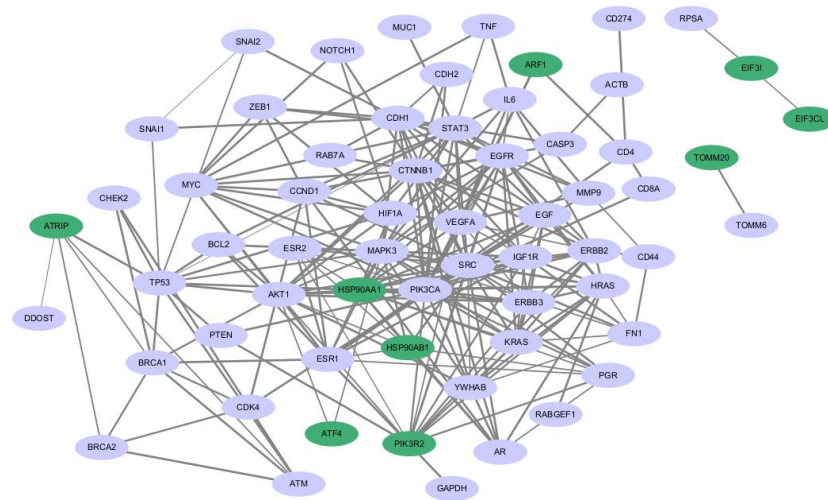 CD274
RPSA
MUC1
TNF
SNAI2
NOTCH1
ARF1
EIF3I
CDH2
ACTB
IL6
ZEB1
CDH1
EIF3CL
SNAI1
STAT3
CASP3
RAB7A
EGFR
CD4
TOMM20
CTNNB1
MYC
CCND1
MMP9
CD8A
CHEK2
HIF1A
EGF
ATRIP
VEGFA
TOMM6
BCL2
ESR2
MAPK3
IGF1R
ERBB2
CD44
SRC
TP53
AKT1
HSP90AA1
PIK3CA
HRAS
ERBB3
DDOST
PTEN
KRAS
FN1
HSP90AB1
BRCA1
ESR1
PGR
YWHAB
CDK4
RABGEF1
ATF4
PIK3R2
BRCA2
AR
ATM
GAPDH